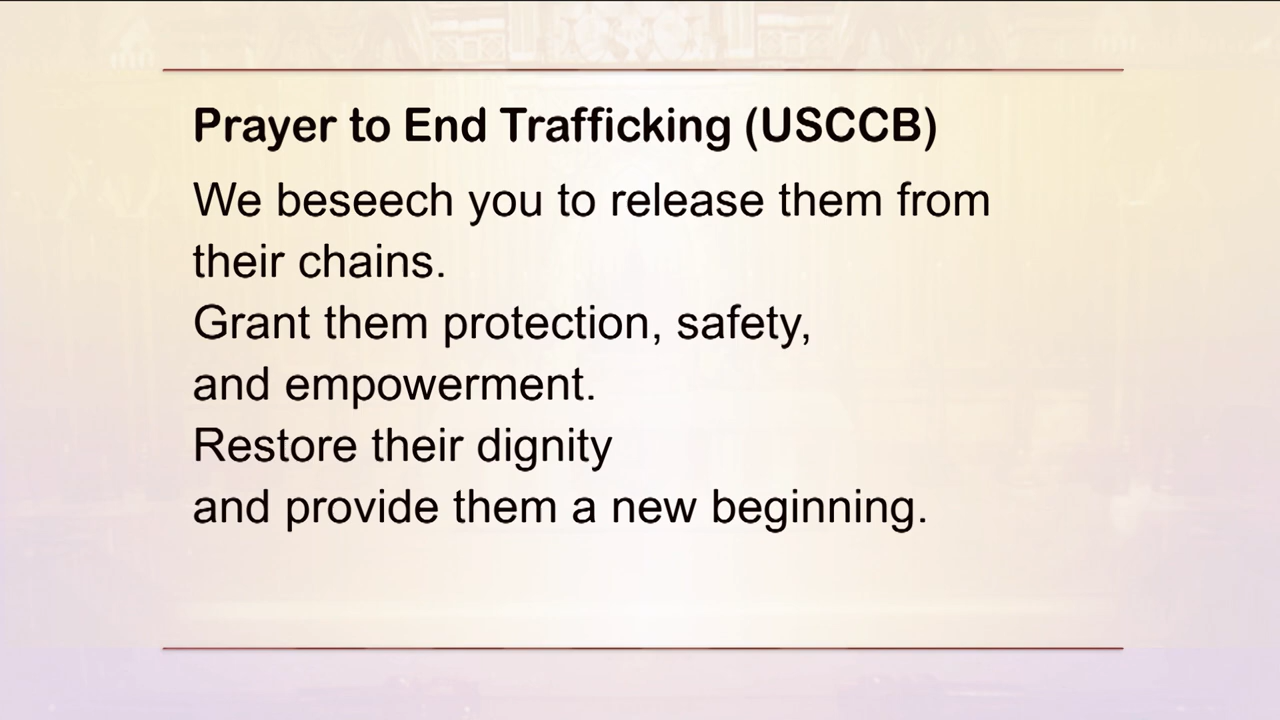 Prayer to End Trafficking (USCCB)
We beseech you to release them from
their chains.
Grant them protection, safety,
and empowerment.
Restore their dignity
and provide them a new beginning.